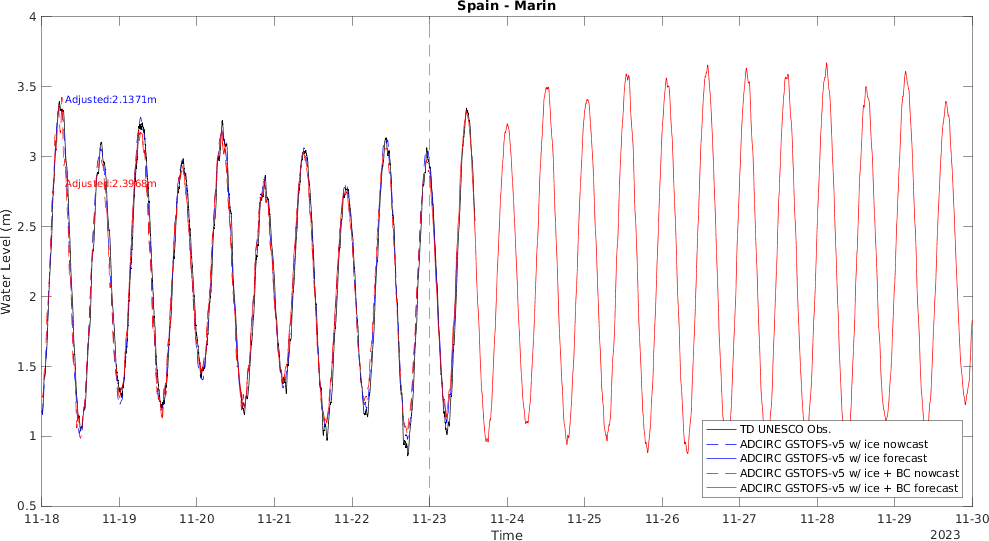 Spain - Marin
Water Level (m)
4
3.5
3
2.5
2
1.5
1
0.5
Adjusted:2.1371m
Adjusted:2.3968m
TD UNESCO Obs.
ADCIRC GSTOFS-v5 w/ ice nowcast
ADCIRC GSTOFS-v5 w/ ice forecast
ADCIRC GSTOFS-v5 w/ ice + BC nowcast
ADCIRC GSTOFS-v5 w/ ice + BC forecast
11-18 11-19 11-20 11-21 11-22 11-23 11-24 11-25 11-26 11-27 11-28 11-29 11-30
Time
2023